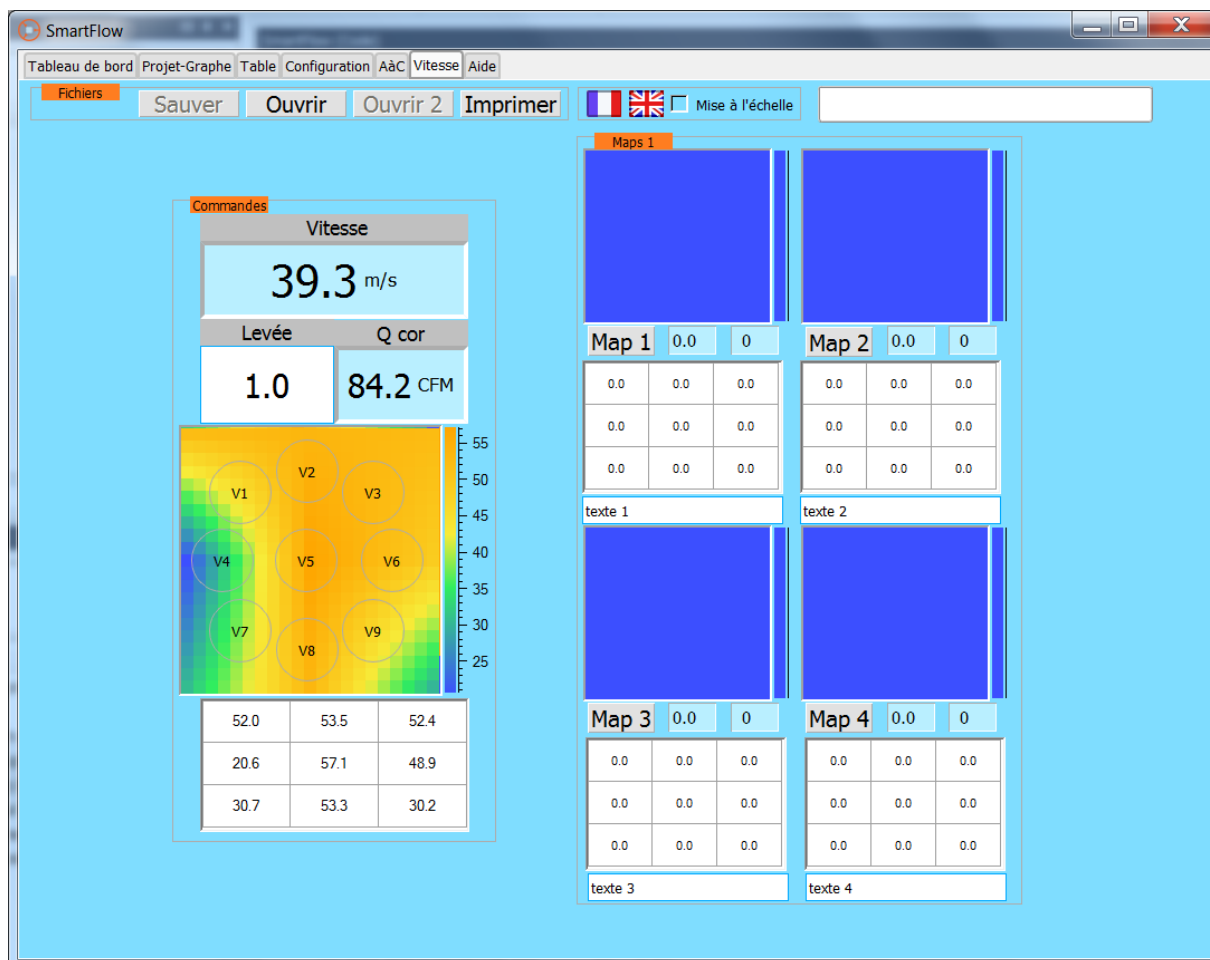 SmartFlow
Tableau de bord Projet-Graphe Table Configuration AàC Vitesse Aide
Fichiers
Sauver Ouvrir Ouvrir 2 Imprimer Mise à l'échelle
Commandes
Vitesse
39.3 m/s
Levée Q cor
1.0 84.2 CFM
V1 V2 V3
V4 V5 V6
V7 V8 V9
55
50
45
40
35
30
25
52.0 53.5 52.4
20.6 57.1 48.9
30.7 53.3 30.2
Maps 1
Map 1 0.0 0
0.0 0.0 0.0
0.0 0.0 0.0
0.0 0.0 0.0
texte 1
Map 2 0.0 0
0.0 0.0 0.0
0.0 0.0 0.0
0.0 0.0 0.0
texte 2
Map 3 0.0 0
0.0 0.0 0.0
0.0 0.0 0.0
0.0 0.0 0.0
texte 3
Map 4 0.0 0
0.0 0.0 0.0
0.0 0.0 0.0
0.0 0.0 0.0
texte 4